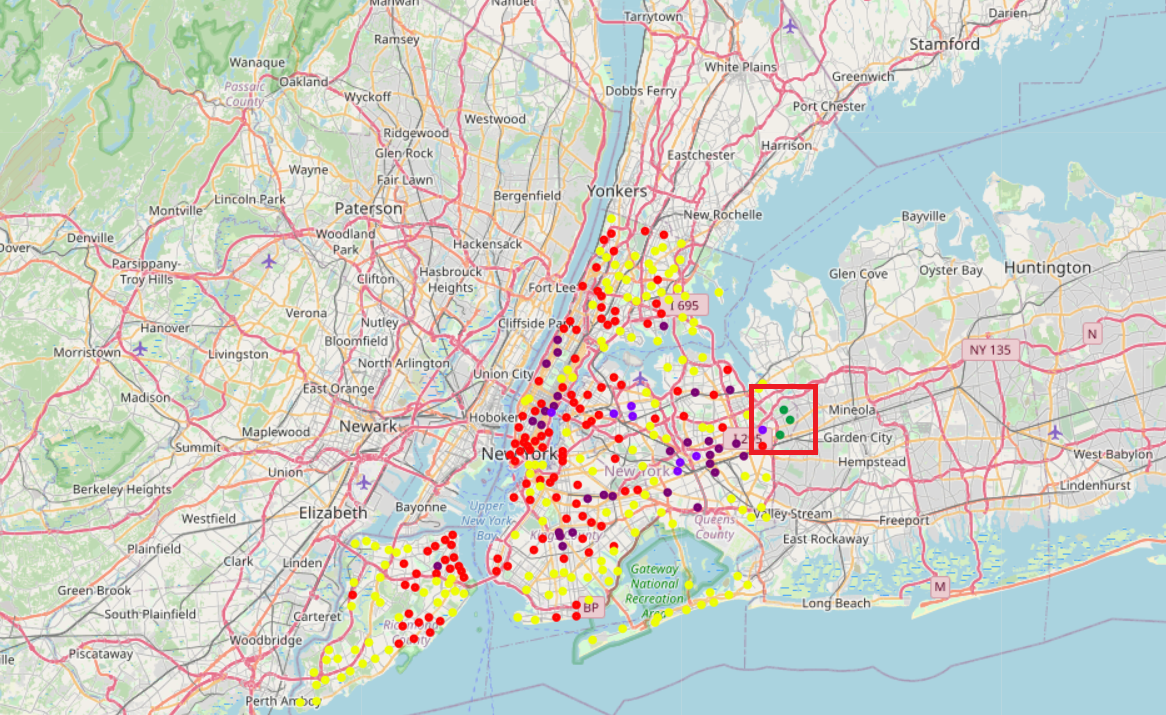 Mahwah
Nanuet
Tarrytown
Darien
Ramsey
Stamford
Wanaque
White Plains
Oakland
Greenwich
Passaic
County
Wyckoff
Dobbs Ferry
Port Chester
Westwood
Ridgewood
Harrison
Glen Rock
Eastchester
Wayne
Fair Lawn
Yonkers
Lincoln Park
Bergenfield
Paterson
Montville
New Rochelle
Bayville
Denville
Woodland
Park
Hackensack
Dover
Parsippany-
Troy Hills
Hasbrouck
Heights
Glen Cove
Oyster Bay
Huntington
Clifton
Fort Lee
I 695
Verona
Nutley
Cliffside Park
Hanover
Bloomfield
N
NY 135
Morristown
Livingston
North Arlington
Union City
East Orange
Madison
Mineola
Maplewood
Newark
Hoboken
Garden City
Summit
New York
West Babylon
Union
New York
Hempstead
Berkeley Heights
Lindenhurst
Elizabeth
Bayonne
Upper
New York
Bay
Westfield
Queens
County
Valley Stream
Freeport
East Rockaway
Plainfield
Clark
Linden
Gateway
National
Recreation
Area
Green Brook
M
Long Beach
South Plainfield
Carteret
BP
Richmond
County
Woodbridge
Piscataway
Perth Amboy